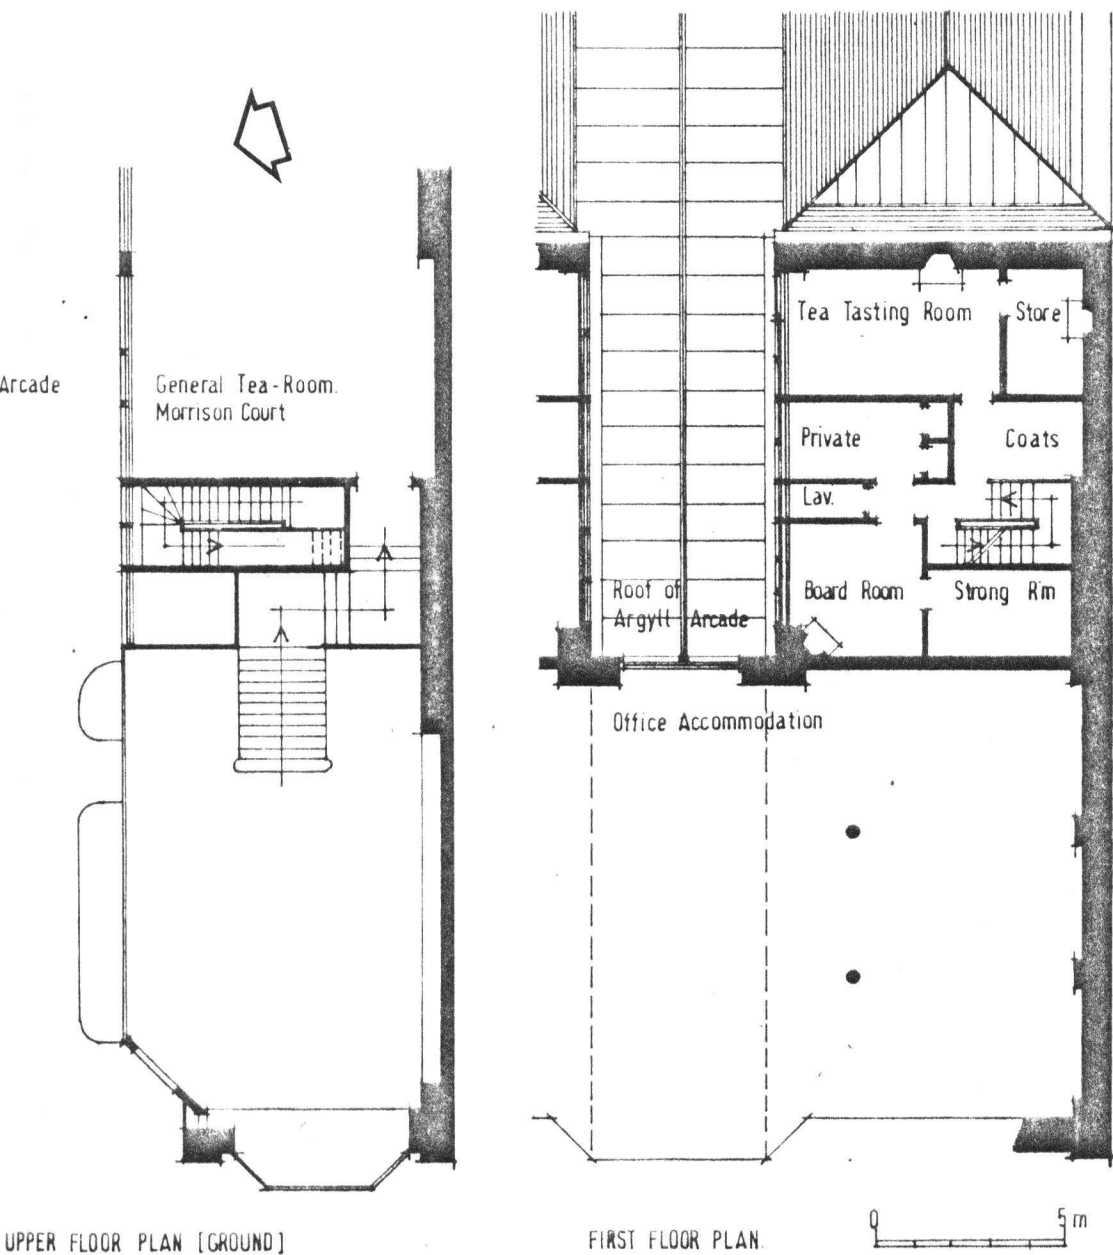 Arcade
General Tea-Room.
Morrison Court
UPPER FLOOR PLAN [GROUND]
Tea Tasting Room
Store
Private
Coats
Lav.
Board Room
Strong Rm
Roof of
Argyll Arcade
Office Accommodation
FIRST FLOOR PLAN.
0 5m